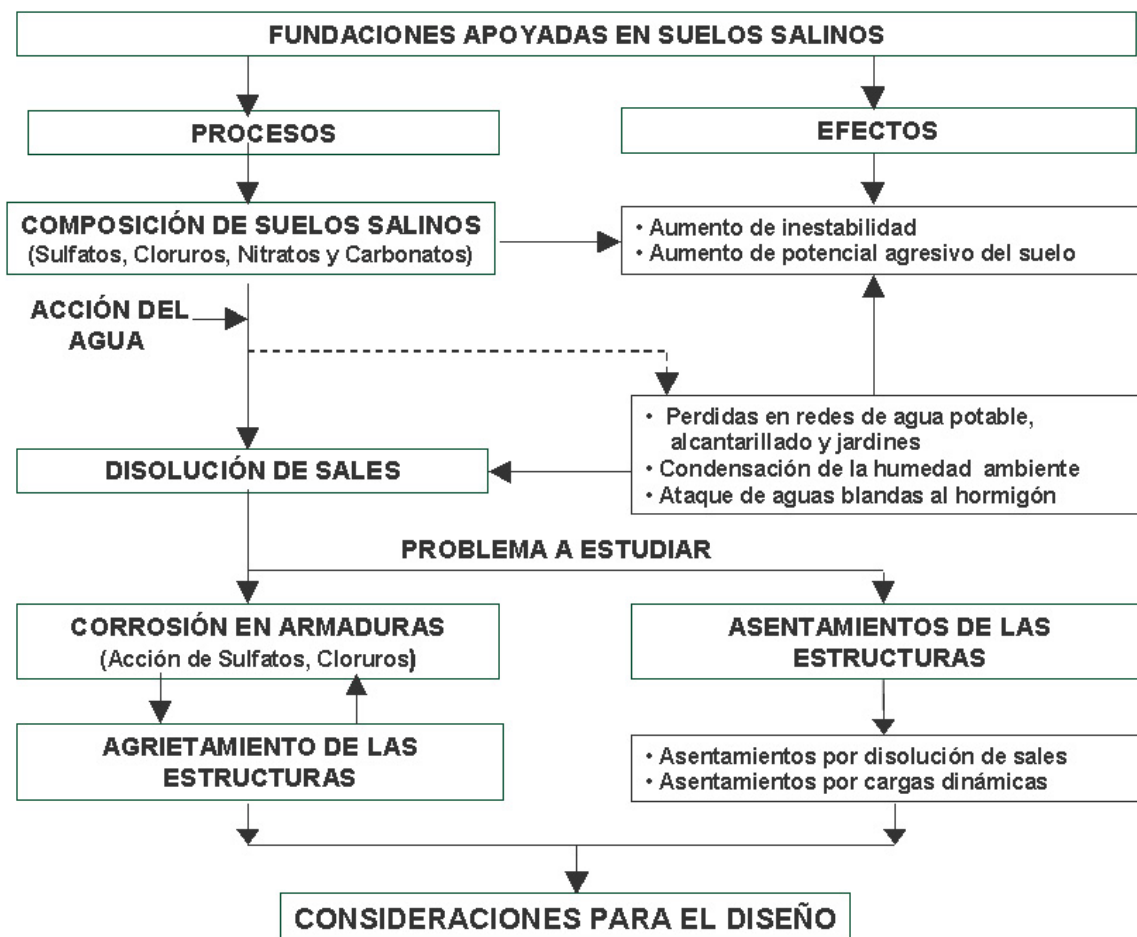 FUNDACIONES APOYADAS EN SUELOS SALINOS
PROCESOS
EFECTOS
COMPOSICIÓN DE SUELOS SALINOS
(Sulfatos, Cloruros, Nitratos y Carbonatos)
• Aumento de inestabilidad
• Aumento de potencial agresivo del suelo
ACCIÓN DEL
AGUA
• Perdidas en redes de agua potable,
alcantarillado y jardines
• Condensación de la humedad ambiente
• Ataque de aguas blandas al hormigón
DISOLUCIÓN DE SALES
PROBLEMA A ESTUDIAR
CORROSIÓN EN ARMADURAS
(Acción de Sulfatos, Cloruros)
ASENTAMIENTOS DE LAS
ESTRUCTURAS
AGRIETAMIENTO DE LAS
ESTRUCTURAS
• Asentamientos por disolución de sales
• Asentamientos por cargas dinámicas
CONSIDERACIONES PARA EL DISEÑO